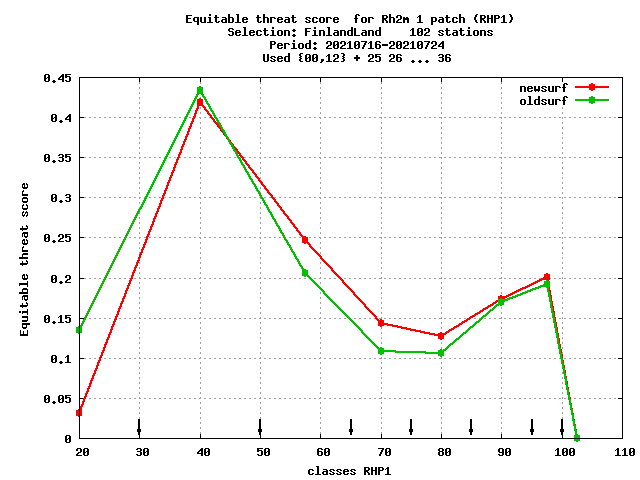 Equitable threat score  for Rh2m 1 patch (RHP1)
Selection: FinlandLand    102 stations
Period: 20210716-20210724
Used {00,12} + 25 26 ... 36
newsurf
oldsurf
Equitable threat score
0.45
0.4
0.35
0.3
0.25
0.2
0.15
0.1
0.05
0
20 30 40 50 60 70 80 90 100 110
classes RHP1